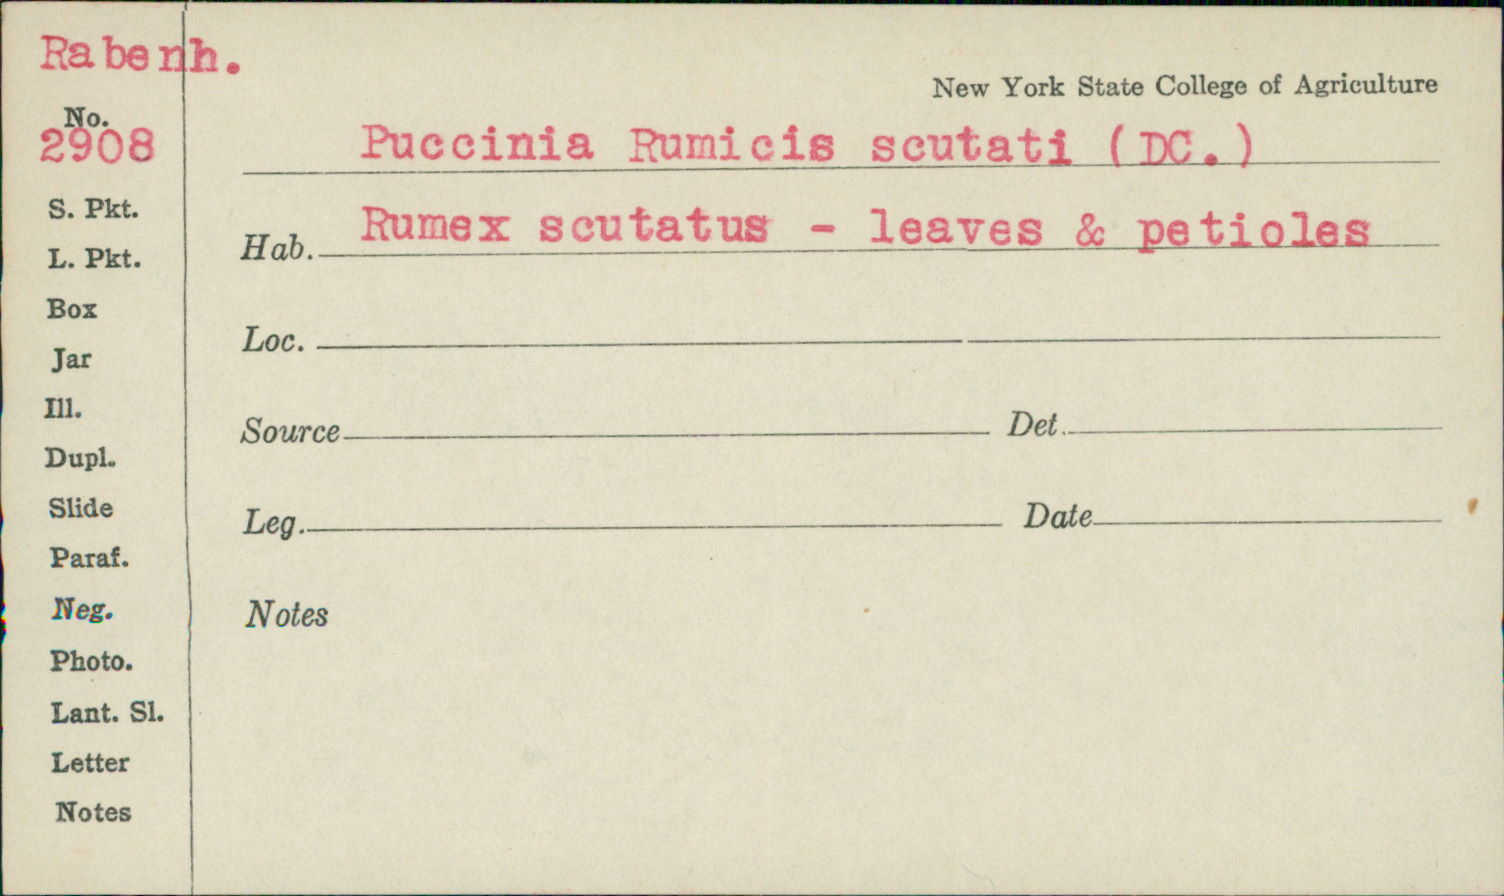 Rabenh.
New York State College of Agriculture
No.
2908
Puccinia Rumicis scutati (DC.)
Hab. Rumex scutatus - leaves & petioles
Loc.
Source Det.
Leg. Date
Notes
S. Pkt.
L. Pkt.
Box
Jar
Ill.
Dupl.
Slide
Paraf.
Neg.
Photo.
Lant. Sl.
Letter
Notes